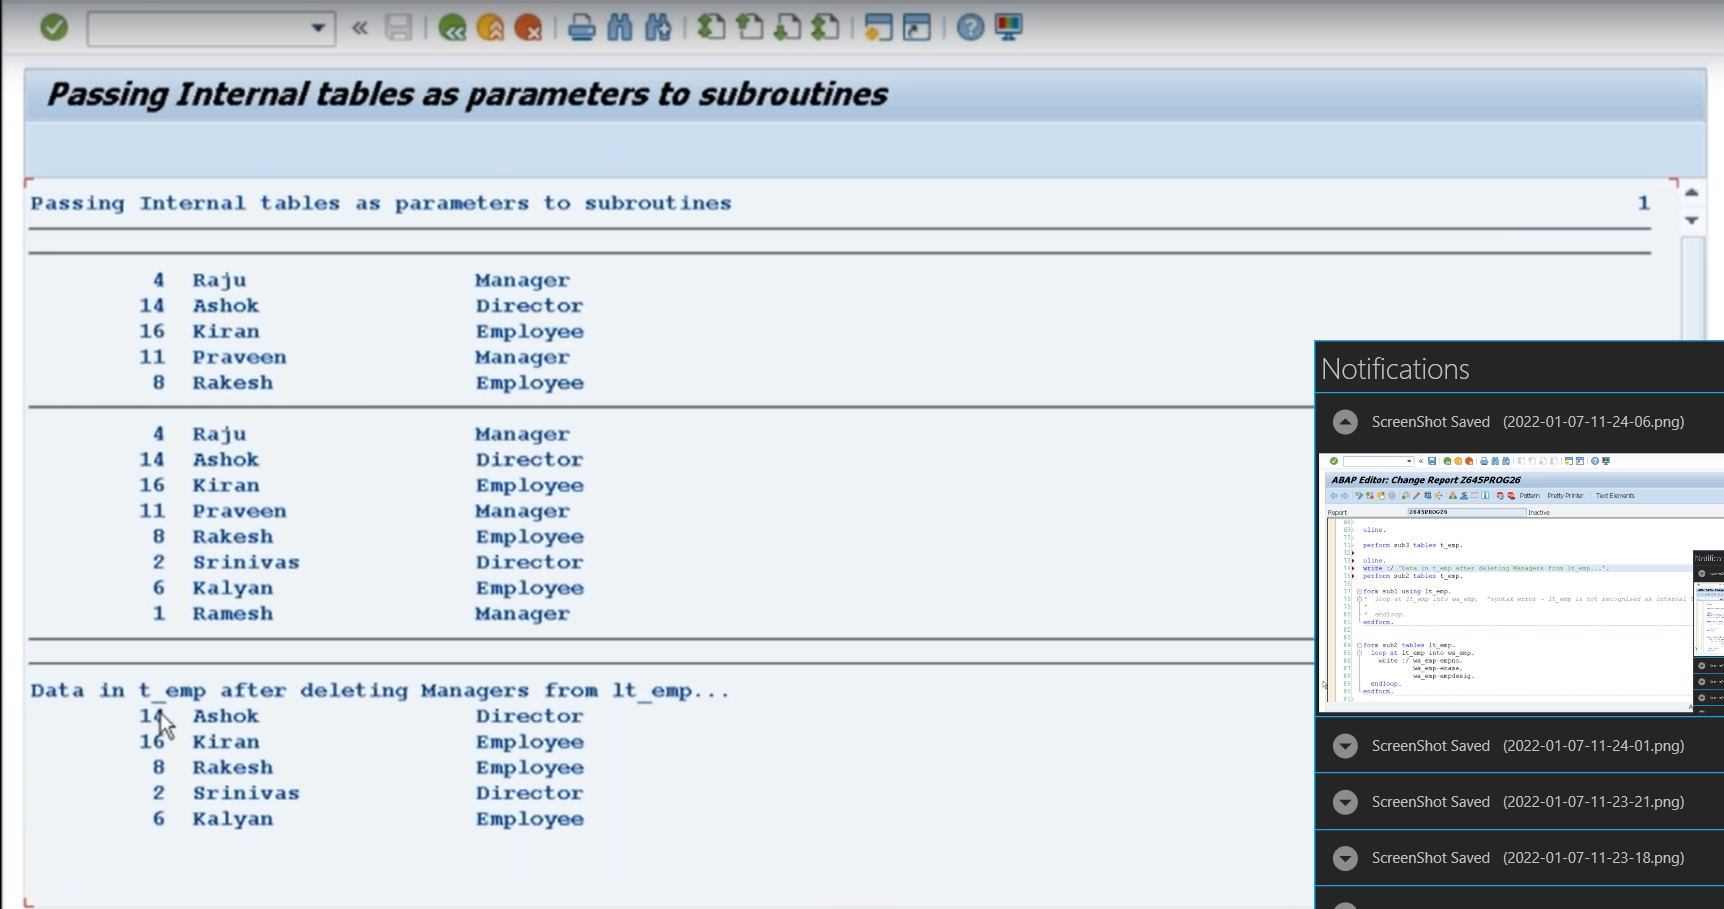 Passing Internal tables as parameters to subroutines
Passing Internal tables as parameters to subroutines 1
4 Raju Manager
14 Ashok Director
16 Kiran Employee
11 Praveen Manager
8 Rakesh Employee
4 Raju Manager
14 Ashok Director
16 Kiran Employee
11 Praveen Manager
8 Rakesh Employee
2 Srinivas Director
6 Kalyan Employee
1 Ramesh Manager
Data in t_emp after deleting Managers from lt_emp...
14 Ashok Director
16 Kiran Employee
8 Rakesh Employee
2 Srinivas Director
6 Kalyan Employee
Notifications
ScreenShot Saved (2022-01-07-11-24-06.png)
ABAP Editor: Change Report Z645PROG26
Pattern Pretty Printer Text Elements
Report Z645PROG26 Inactive
uline.
perform sub3 tables t_emp.
uline.
write :/ 'Data in t_emp after deleting Managers from lt_emp...'.
perform sub2 tables t_emp.
form sub1 using lt_emp.
* loop at lt_emp into wa_emp. "syntax error - lt_emp is not recognised as internal
*
* endloop.
endform.
form sub2 tables lt_emp.
loop at lt_emp into wa_emp.
write :/ wa_emp-empno,
wa_emp-ename,
wa_emp-empdesig.
endloop.
endform.
ScreenShot Saved (2022-01-07-11-24-01.png)
ScreenShot Saved (2022-01-07-11-23-21.png)
ScreenShot Saved (2022-01-07-11-23-18.png)